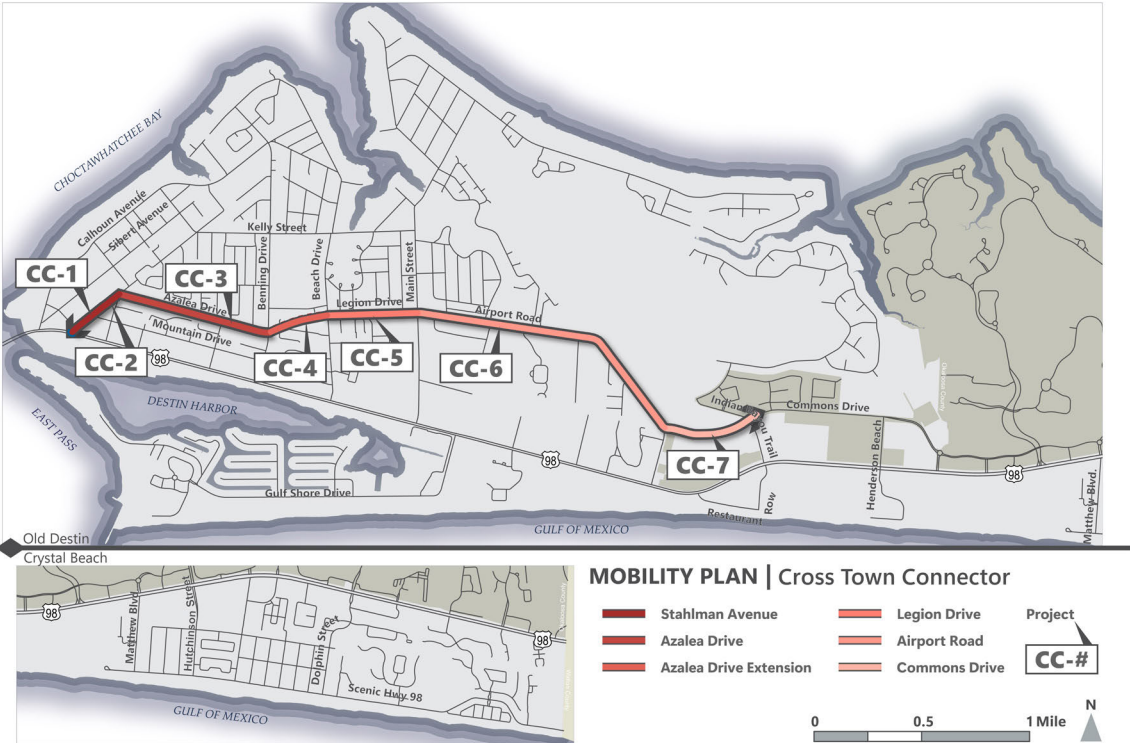 CHOCTAWHATCHEE BAY
Calhoun Avenue
Sibert Avenue
Kelly Street
Benning Drive
Beach Drive
Main Street
CC-1
CC-3
Azalea Drive
Legion Drive
Airport Road
Mountain Drive
CC-2
98
CC-4
CC-5
CC-6
DESTIN HARBOR
EAST PASS
Commons Drive
Trail
CC-7
98
98
Henderson Beach
Gulf Shore Drive
Restaurant Row
Matthew Blvd.
GULF OF MEXICO
Old Destin
Crystal Beach
98
Matthew Blvd
Hutchinson Street
Dolphin Street
98
Scenic Hwy 98
GULF OF MEXICO
MOBILITY PLAN | Cross Town Connector
Stahlman Avenue
Azalea Drive
Azalea Drive Extension
Legion Drive
Airport Road
Commons Drive
Project
CC-#
N
0 0.5 1 Mile